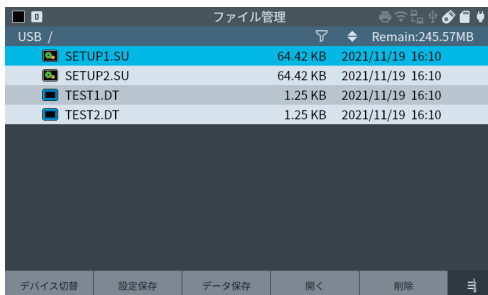 0 ファイル管理
USB / Remain:245.57MB
SETUP1.SU 64.42 KB 2021/11/19 16:10
SETUP2.SU 64.42 KB 2021/11/19 16:10
TEST1.DT 1.25 KB 2021/11/19 16:10
TEST2.DT 1.25 KB 2021/11/19 16:10
デバイス切替 設定保存 データ保存 開く 削除